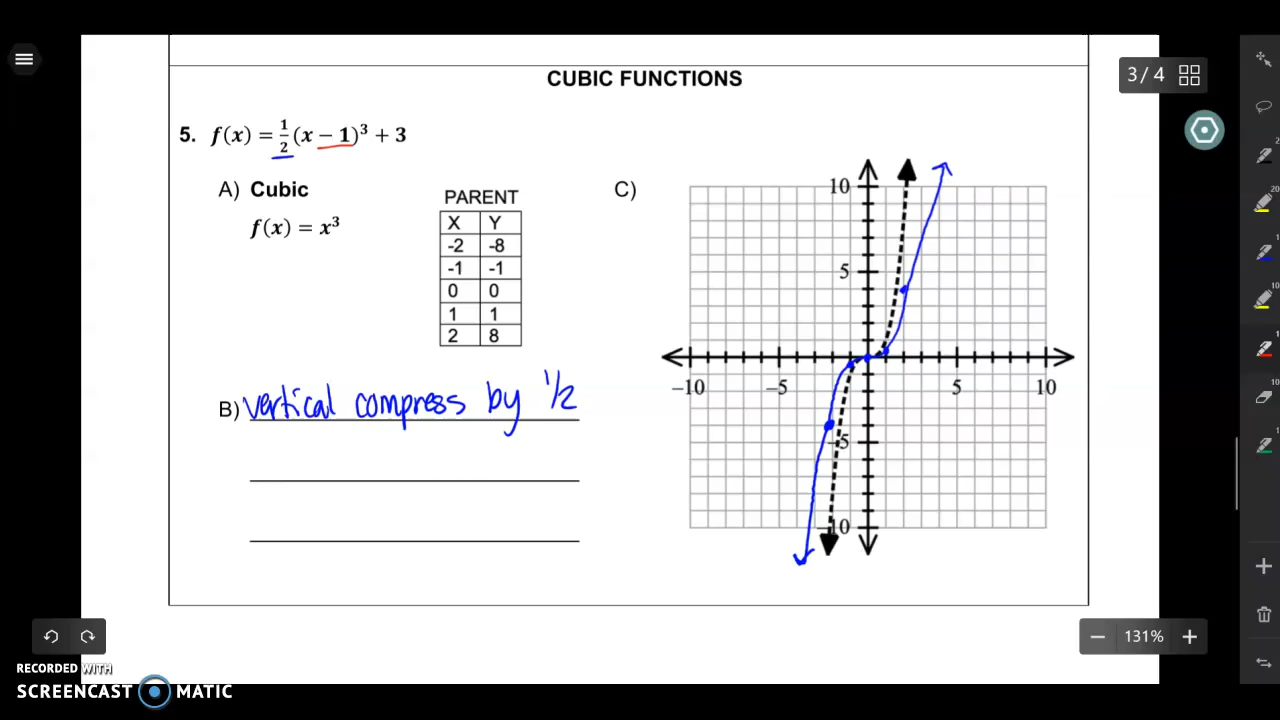 3 / 4
CUBIC FUNCTIONS
5. f(x) = 1/2 (x − 1)³ + 3
A) Cubic
f(x) = x³
PARENT
X Y
-2 -8
-1 -1
0 0
1 1
2 8
B) vertical compress by 1/2
C)
10
5
−10 −5 5 10
−5
−10
131%
RECORDED WITH
SCREENCAST MATIC